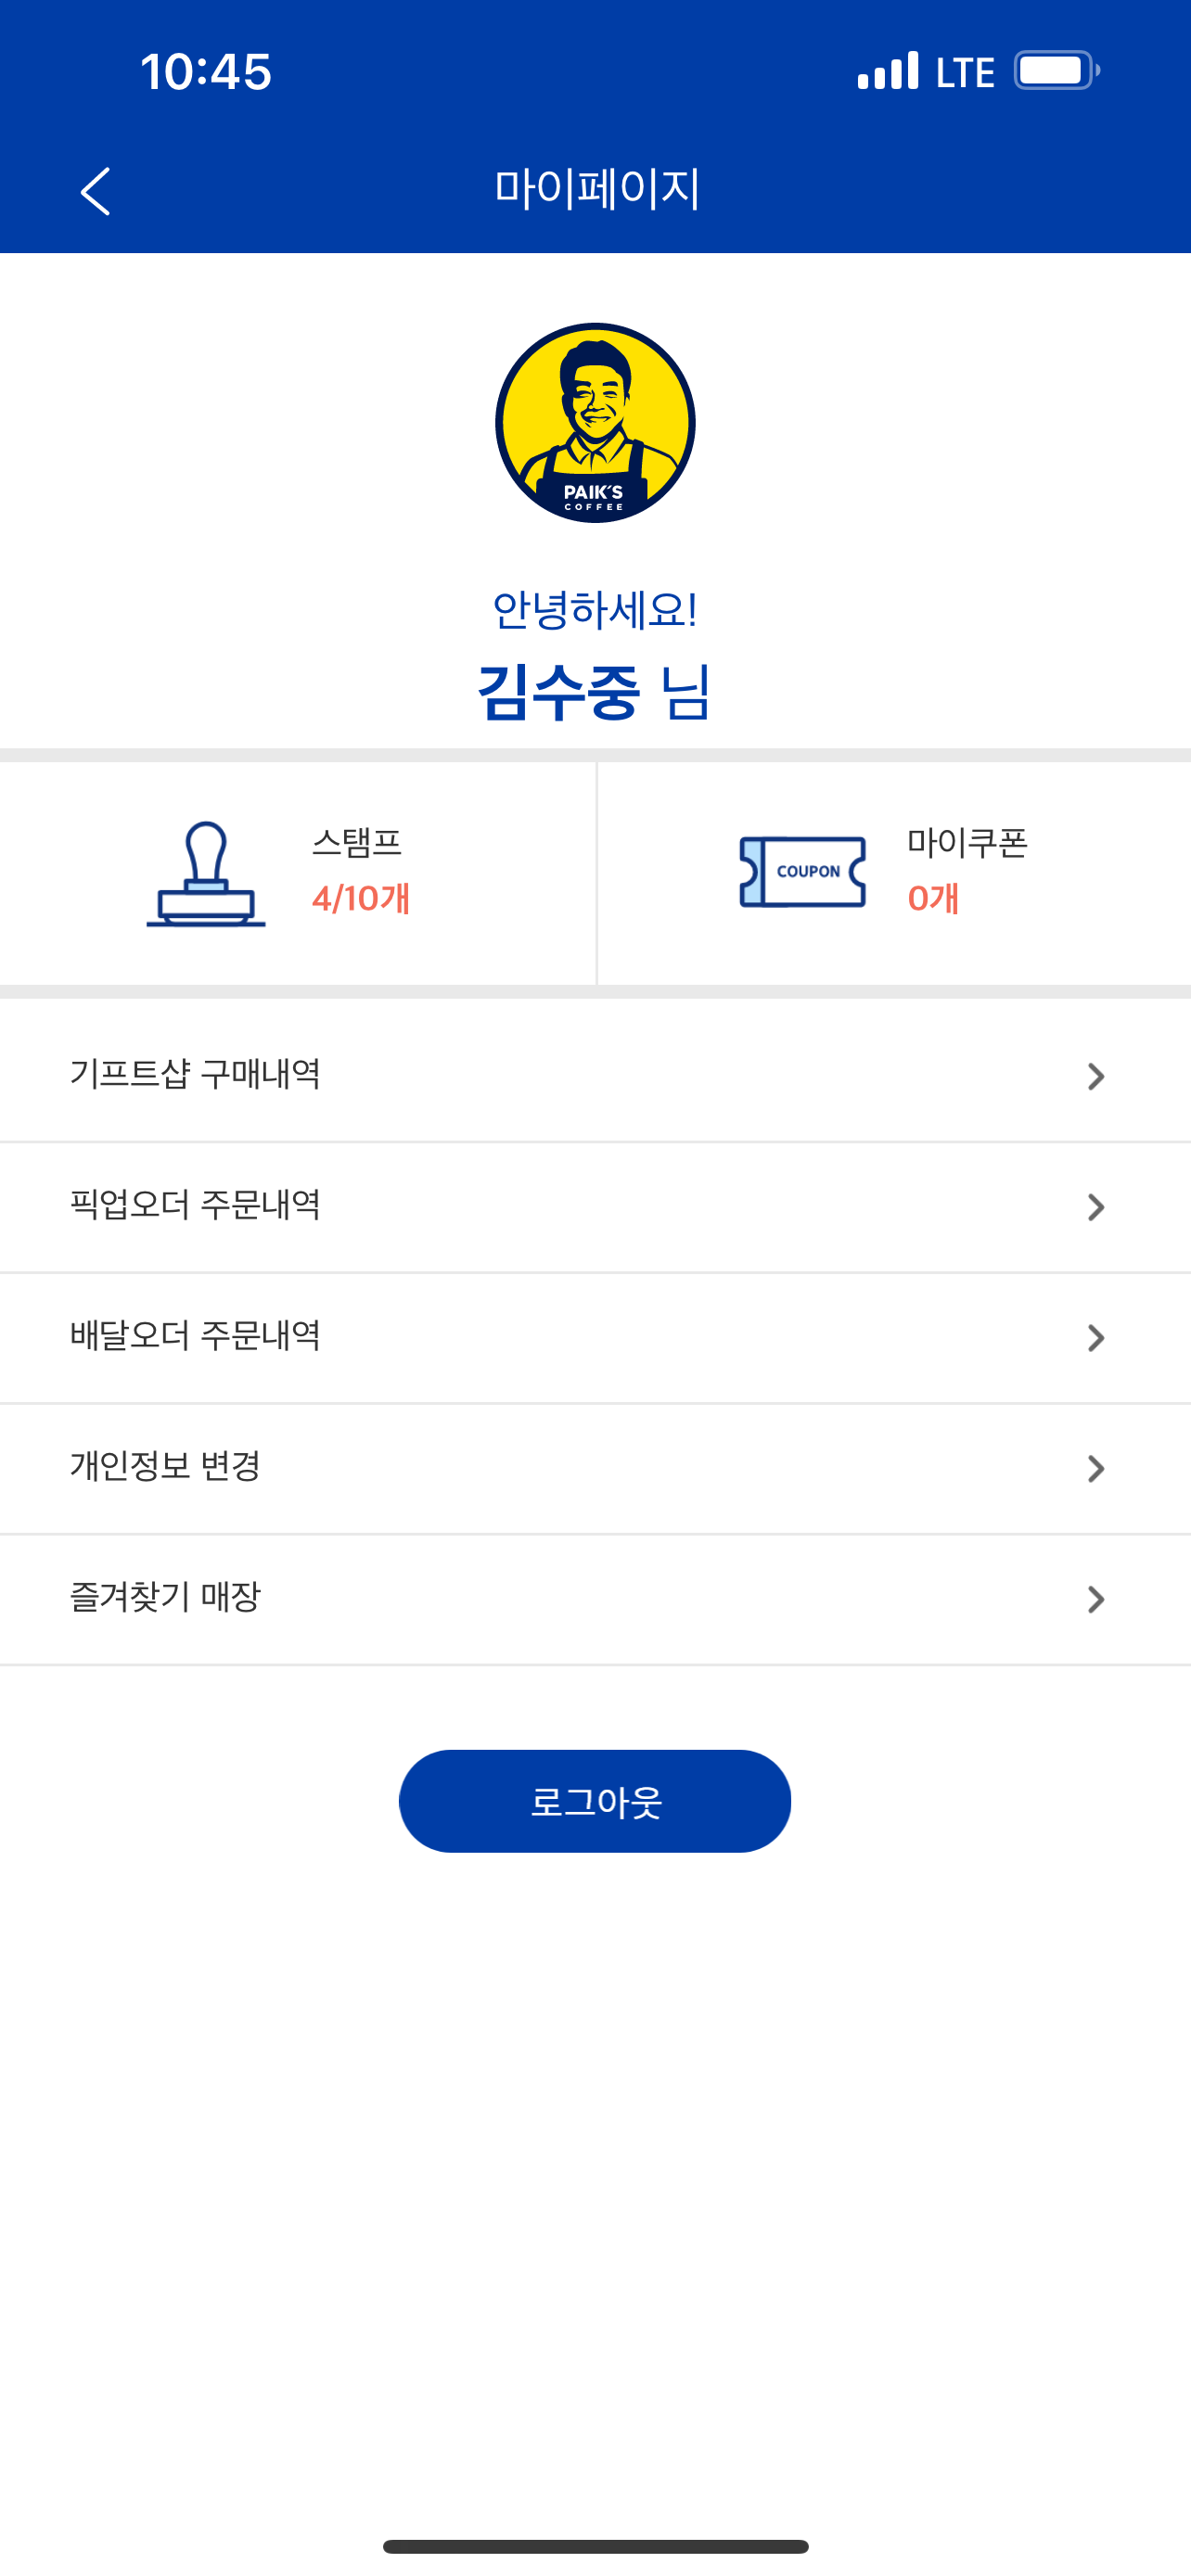 10:45
LTE
마이페이지
PAIK'S
COFFEE
안녕하세요!
김수중 님
스탬프
4/10개
COUPON
마이쿠폰
0개
기프트샵 구매내역
픽업오더 주문내역
배달오더 주문내역
개인정보 변경
즐겨찾기 매장
로그아웃